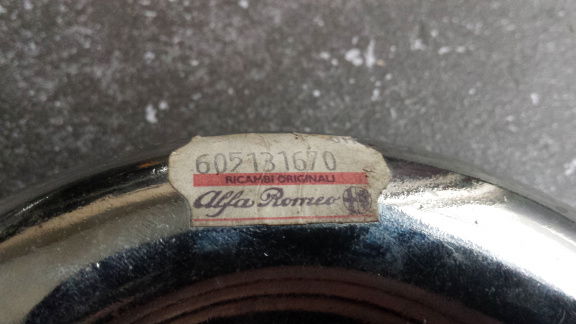 605131670
RICAMBI ORIGINALI
Alfa Romeo